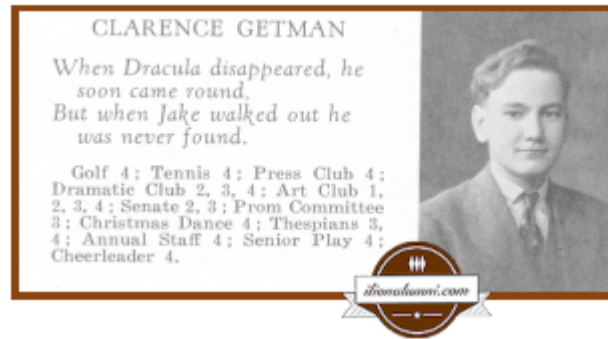 CLARENCE GETMAN
When Dracula disappeared, he
soon came round,
But when Jake walked out he
was never found.
Golf 4; Tennis 4; Press Club 4;
Dramatic Club 2, 3, 4; Art Club 1,
2, 3, 4; Senate 2, 3; Prom Committee
3; Christmas Dance 4; Thespians 3,
4; Annual Staff 4; Senior Play 4;
Cheerleader 4.
ilionalumni.com